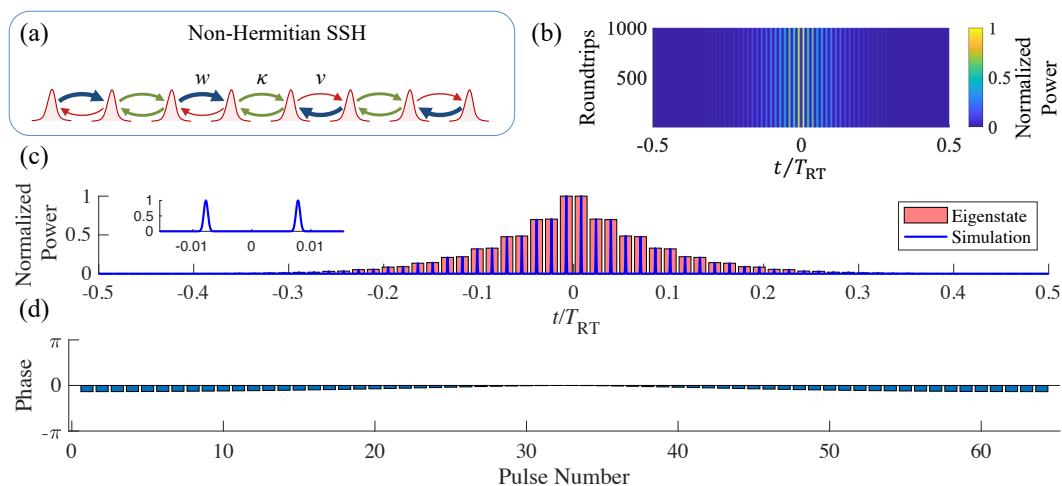 (a)
Non-Hermitian SSH
w κ v
(b)
Roundtrips
1000
500
-0.5 0 0.5
t/T_RT
1
0.5
0
Normalized Power
(c)
Normalized Power
1
0.5
0
1
0.5
0
-0.01 0 0.01
Eigenstate
Simulation
-0.5 -0.4 -0.3 -0.2 -0.1 0 0.1 0.2 0.3 0.4 0.5
t/T_RT
(d)
Phase
π
0
-π
0 10 20 30 40 50 60
Pulse Number